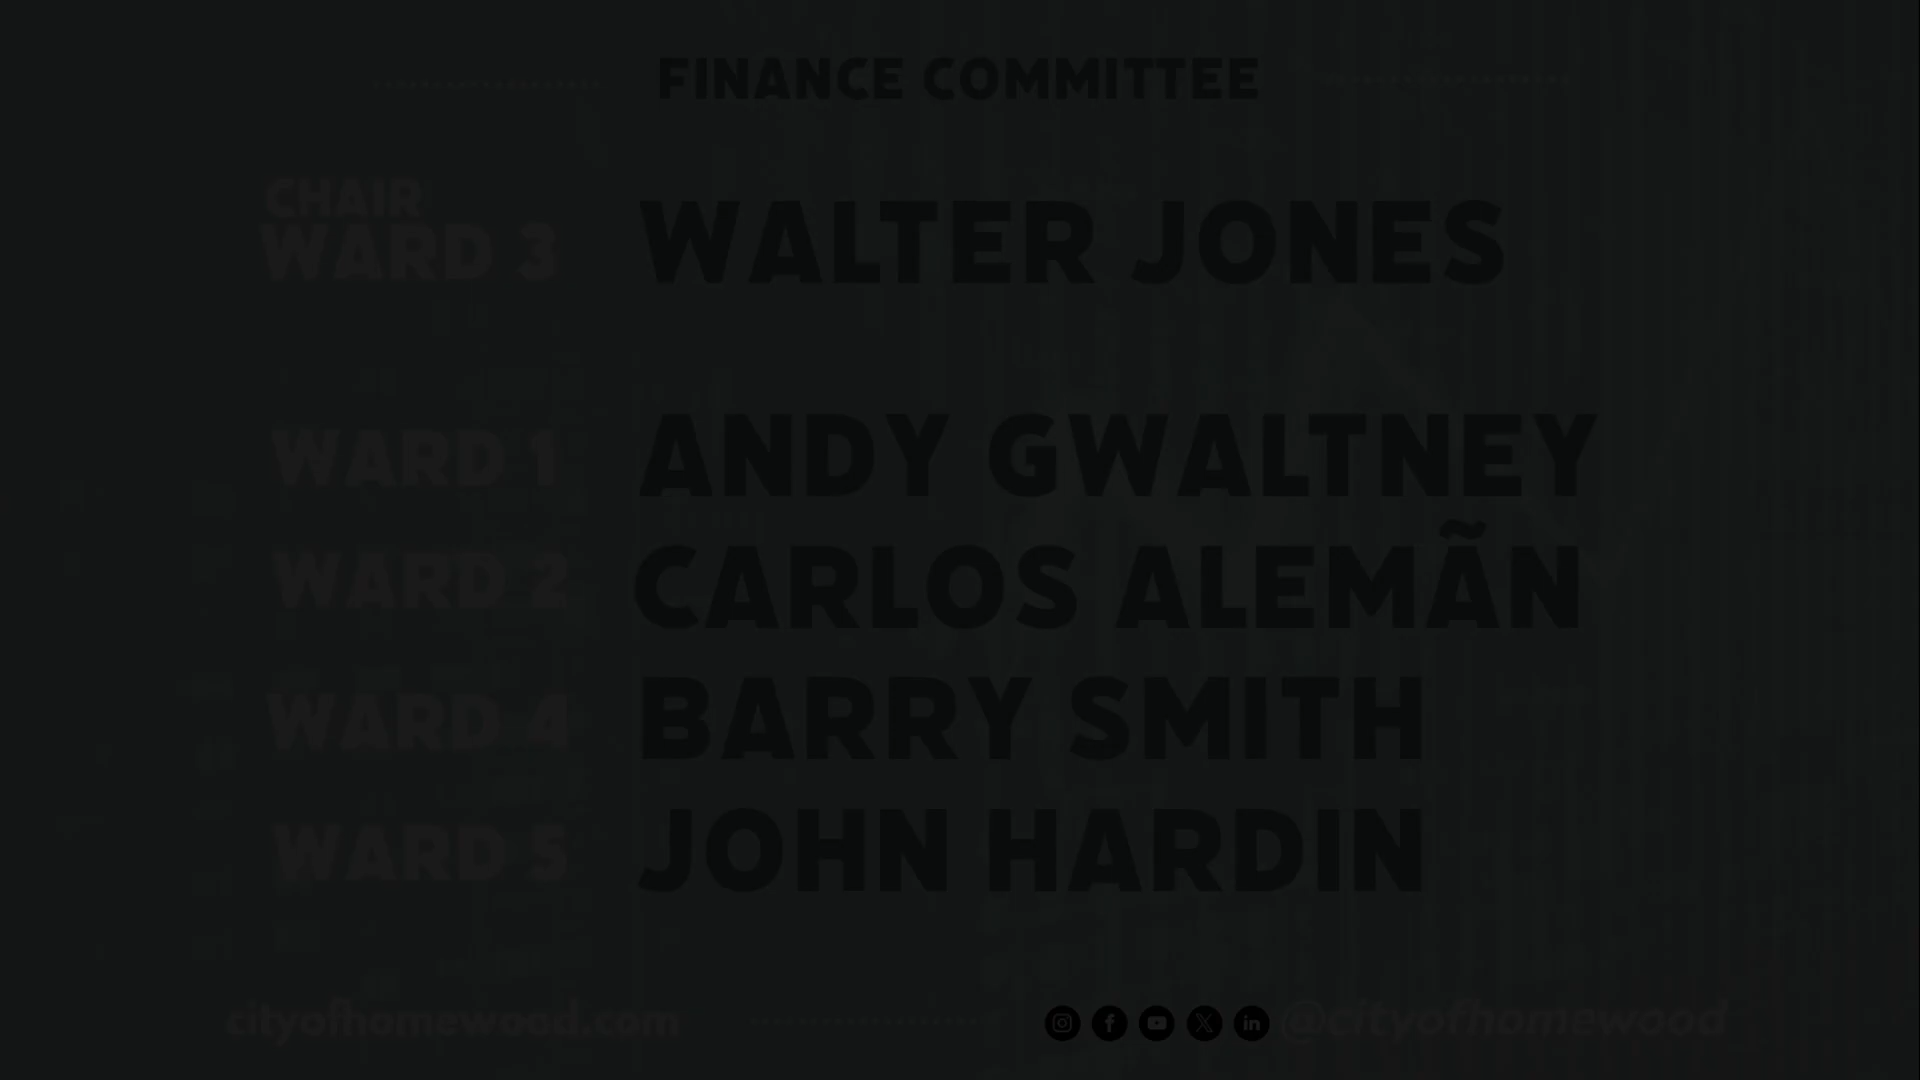 FINANCE COMMITTEE
CHAIR
WARD 3 WALTER JONES
WARD 1 ANDY GWALTNEY
WARD 2 CARLOS ALEMÃN
WARD 4 BARRY SMITH
WARD 5 JOHN HARDIN
cityofhomewood.com @cityofhomewood